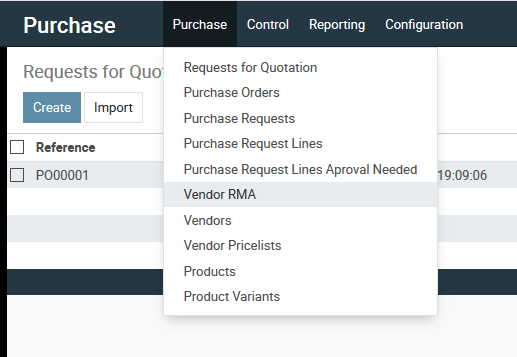 Purchase Purchase Control Reporting Configuration
Requests for Quo
Create Import
Reference
PO00001 19:09:06
Requests for Quotation
Purchase Orders
Purchase Requests
Purchase Request Lines
Purchase Request Lines Aproval Needed
Vendor RMA
Vendors
Vendor Pricelists
Products
Product Variants